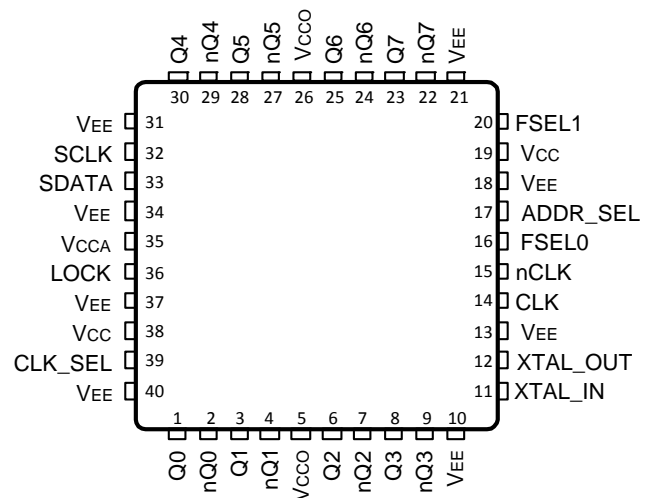 Q4 nQ4 Q5 nQ5 VCCO Q6 nQ6 Q7 nQ7 VEE
30 29 28 27 26 25 24 23 22 21
VEE 31 20 FSEL1
SCLK 32 19 VCC
SDATA 33 18 VEE
VEE 34 17 ADDR_SEL
VCCA 35 16 FSEL0
LOCK 36 15 nCLK
VEE 37 14 CLK
VCC 38 13 VEE
CLK_SEL 39 12 XTAL_OUT
VEE 40 11 XTAL_IN
1 2 3 4 5 6 7 8 9 10
Q0 nQ0 Q1 nQ1 VCCO Q2 nQ2 Q3 nQ3 VEE